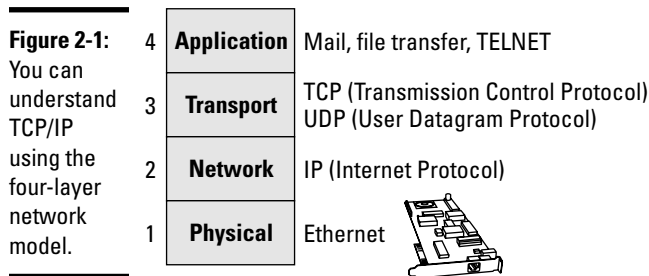 Figure 2-1:
You can
understand
TCP/IP
using the
four-layer
network
model.
4 Application Mail, file transfer, TELNET
3 Transport TCP (Transmission Control Protocol)
UDP (User Datagram Protocol)
2 Network IP (Internet Protocol)
1 Physical Ethernet